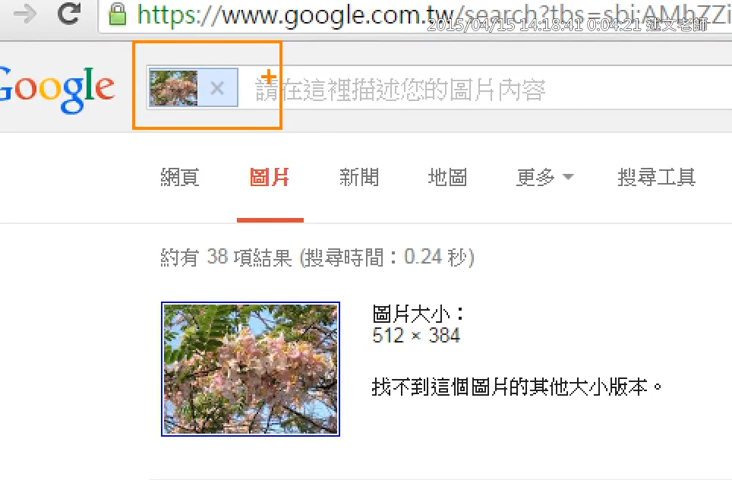 https://www.google.com.tw/search?tbs=sbi:AMhZZi
2015/04/15 14:18:41 0:04:21
Google
請在這裡描述您的圖片內容
網頁 圖片 新聞 地圖 更多 搜尋工具
約有 38 項結果 (搜尋時間：0.24 秒)
圖片大小：
512 × 384
找不到這個圖片的其他大小版本。